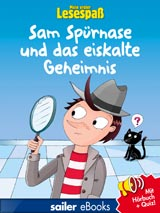 Mein erster
Lesespaß
Sam Spürnase
und das eiskalte
Geheimnis
?
Mit
Hörbuch
+ Quiz!
sailer eBooks